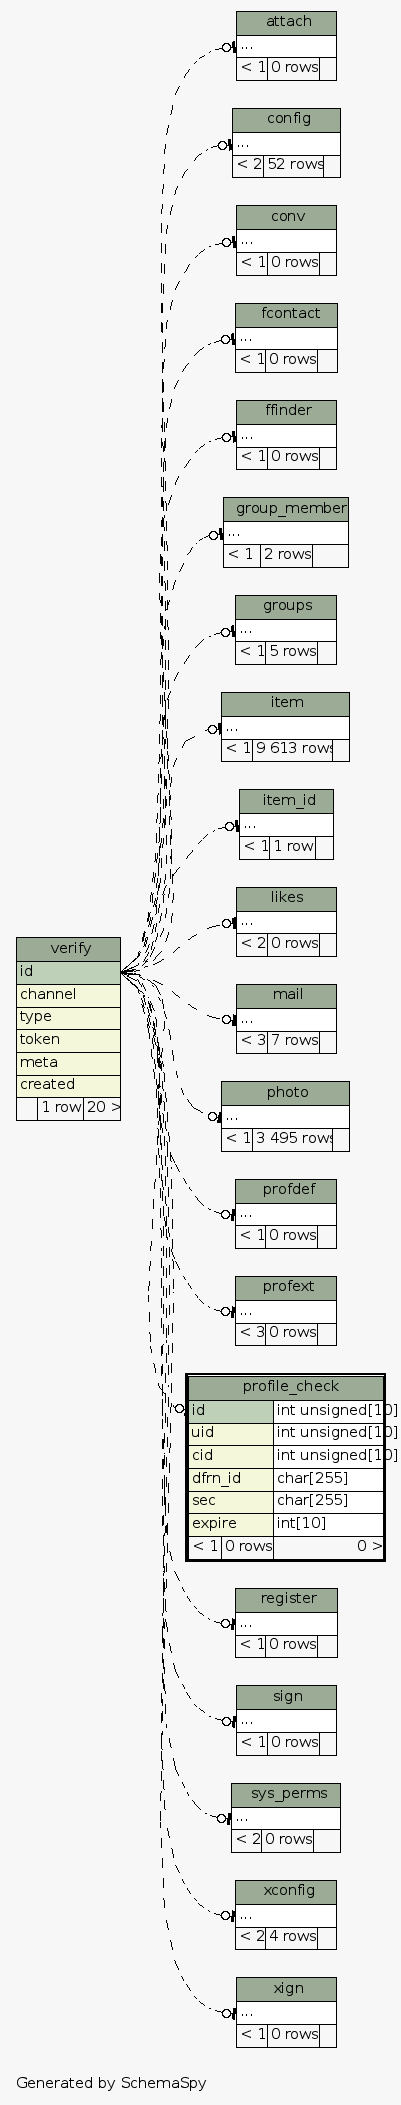 attach
...
< 1 0 rows
config
...
< 2 52 rows
conv
...
< 1 0 rows
fcontact
...
< 1 0 rows
ffinder
...
< 1 0 rows
group_member
...
< 1 2 rows
groups
...
< 1 5 rows
item
...
< 1 9 613 rows
item_id
...
< 1 1 row
likes
...
< 2 0 rows
verify
id
channel
type
token
meta
created
1 row 20 >
mail
...
< 3 7 rows
photo
...
< 1 3 495 rows
profdef
...
< 1 0 rows
profext
...
< 3 0 rows
profile_check
id int unsigned[10]
uid int unsigned[10]
cid int unsigned[10]
dfrn_id char[255]
sec char[255]
expire int[10]
< 1 0 rows 0 >
register
...
< 1 0 rows
sign
...
< 1 0 rows
sys_perms
...
< 2 0 rows
xconfig
...
< 2 4 rows
xign
...
< 1 0 rows
Generated by SchemaSpy